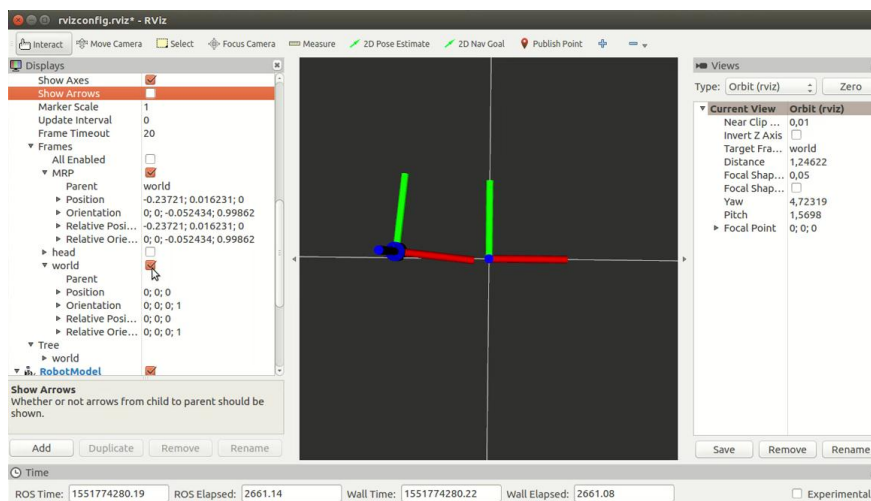 rvizconfig.rviz* - RViz
Interact Move Camera Select Focus Camera Measure 2D Pose Estimate 2D Nav Goal Publish Point
Displays
Show Axes
Show Arrows
Marker Scale 1
Update Interval 0
Frame Timeout 20
Frames
All Enabled
MRP
Parent world
Position -0.23721; 0.016231; 0
Orientation 0; 0; -0.052434; 0.99862
Relative Posi... -0.23721; 0.016231; 0
Relative Orie... 0; 0; -0.052434; 0.99862
head
world
Parent
Position 0; 0; 0
Orientation 0; 0; 0; 1
Relative Posi... 0; 0; 0
Relative Orie... 0; 0; 0; 1
Tree
world
RobotModel
Show Arrows
Whether or not arrows from child to parent should be
shown.
Add Duplicate Remove Rename
Views
Type: Orbit (rviz) Zero
Current View Orbit (rviz)
Near Clip ... 0,01
Invert Z Axis
Target Fra... world
Distance 1,24622
Focal Shap... 0,05
Focal Shap...
Yaw 4,72319
Pitch 1,5698
Focal Point 0; 0; 0
Save Remove Rename
Time
ROS Time: 1551774280.19 ROS Elapsed: 2661.14 Wall Time: 1551774280.22 Wall Elapsed: 2661.08 Experimental